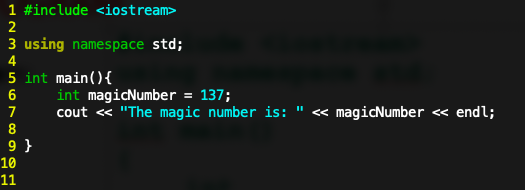 1 #include <iostream>
2
3 using namespace std;
4
5 int main(){
6     int magicNumber = 137;
7     cout << "The magic number is: " << magicNumber << endl;
8
9 }
10
11